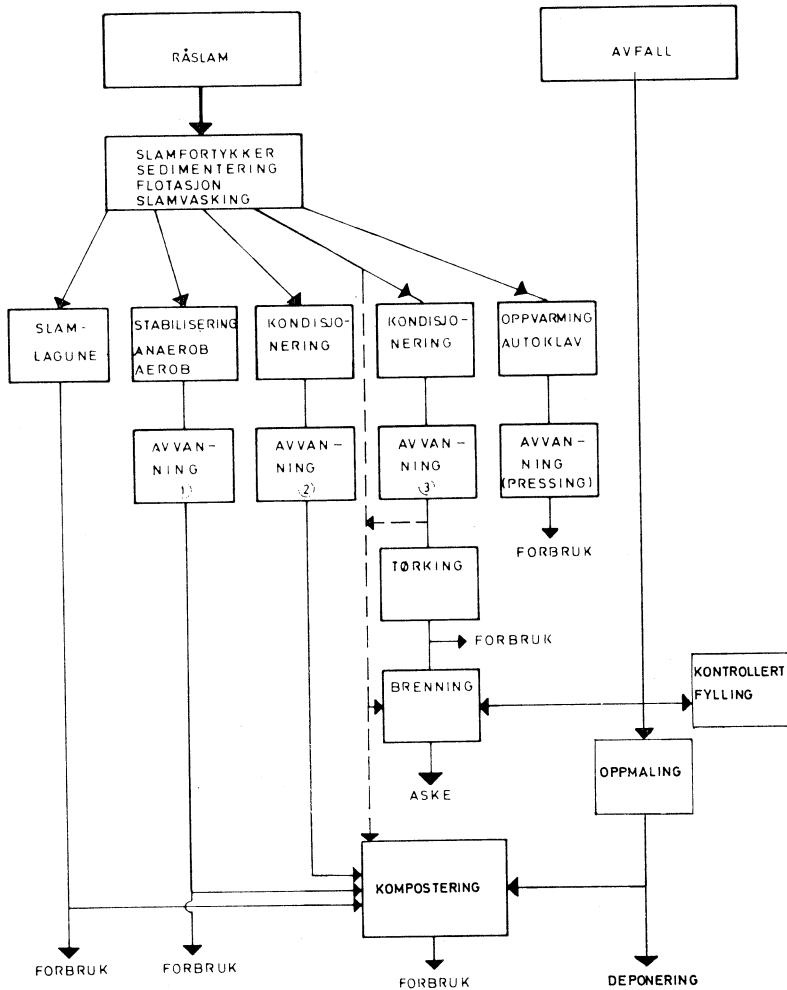 RÅSLAM
AVFALL
SLAMFORTYKKER
SEDIMENTERING
FLOTASJON
SLAMVASKING
SLAM-
LAGUNE
STABILISERING
ANAEROB
AEROB
KONDISJO-
NERING
KONDISJO-
NERING
OPPVARMING
AUTOKLAV
AVVAN-
NING
1)
AVVAN-
NING
2)
AVVAN-
NING
3)
AVVAN-
NING
(PRESSING)
FORBRUK
TØRKING
FORBRUK
BRENNING
KONTROLLERT
FYLLING
ASKE
OPPMALING
KOMPOSTERING
FORBRUK
FORBRUK
FORBRUK
DEPONERING